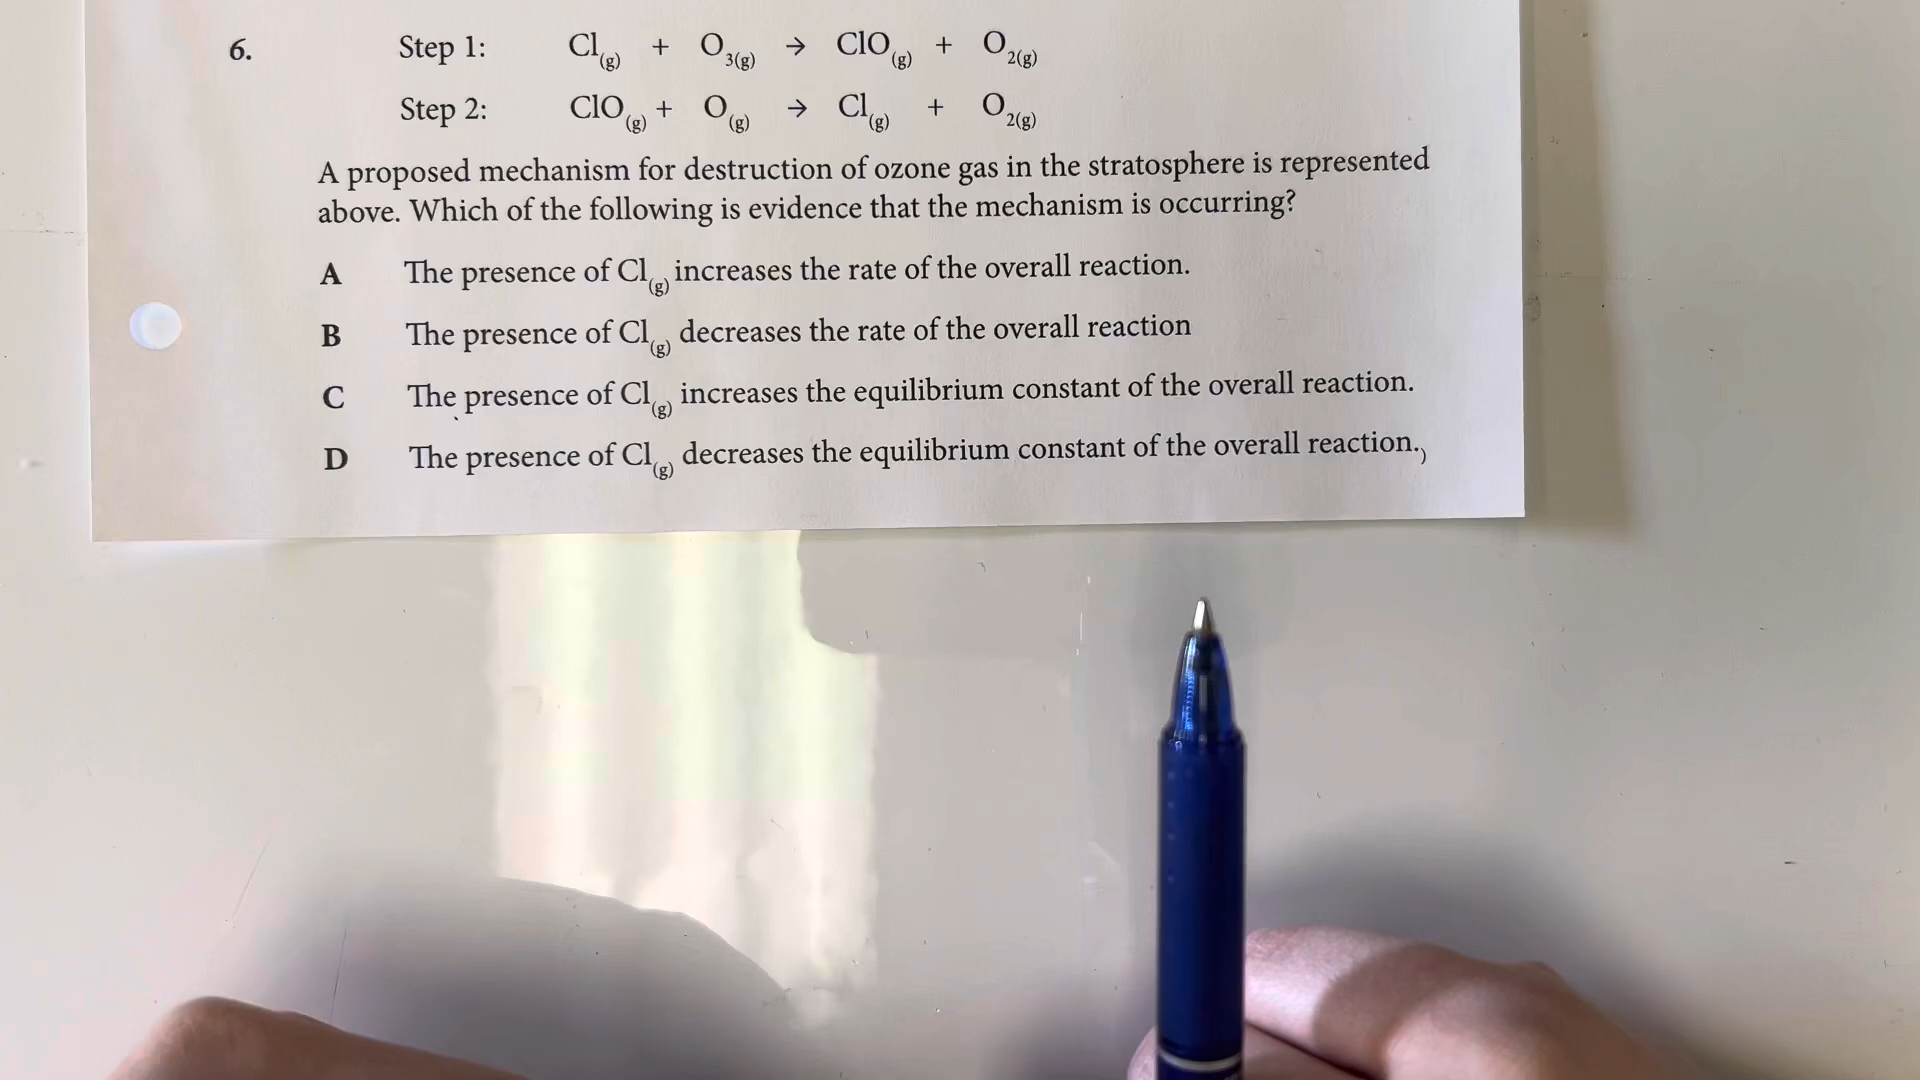 6. Step 1: Cl(g) + O3(g) → ClO(g) + O2(g)
Step 2: ClO(g) + O(g) → Cl(g) + O2(g)
A proposed mechanism for destruction of ozone gas in the stratosphere is represented
above. Which of the following is evidence that the mechanism is occurring?
A The presence of Cl(g) increases the rate of the overall reaction.
B The presence of Cl(g) decreases the rate of the overall reaction
C The presence of Cl(g) increases the equilibrium constant of the overall reaction.
D The presence of Cl(g) decreases the equilibrium constant of the overall reaction.)